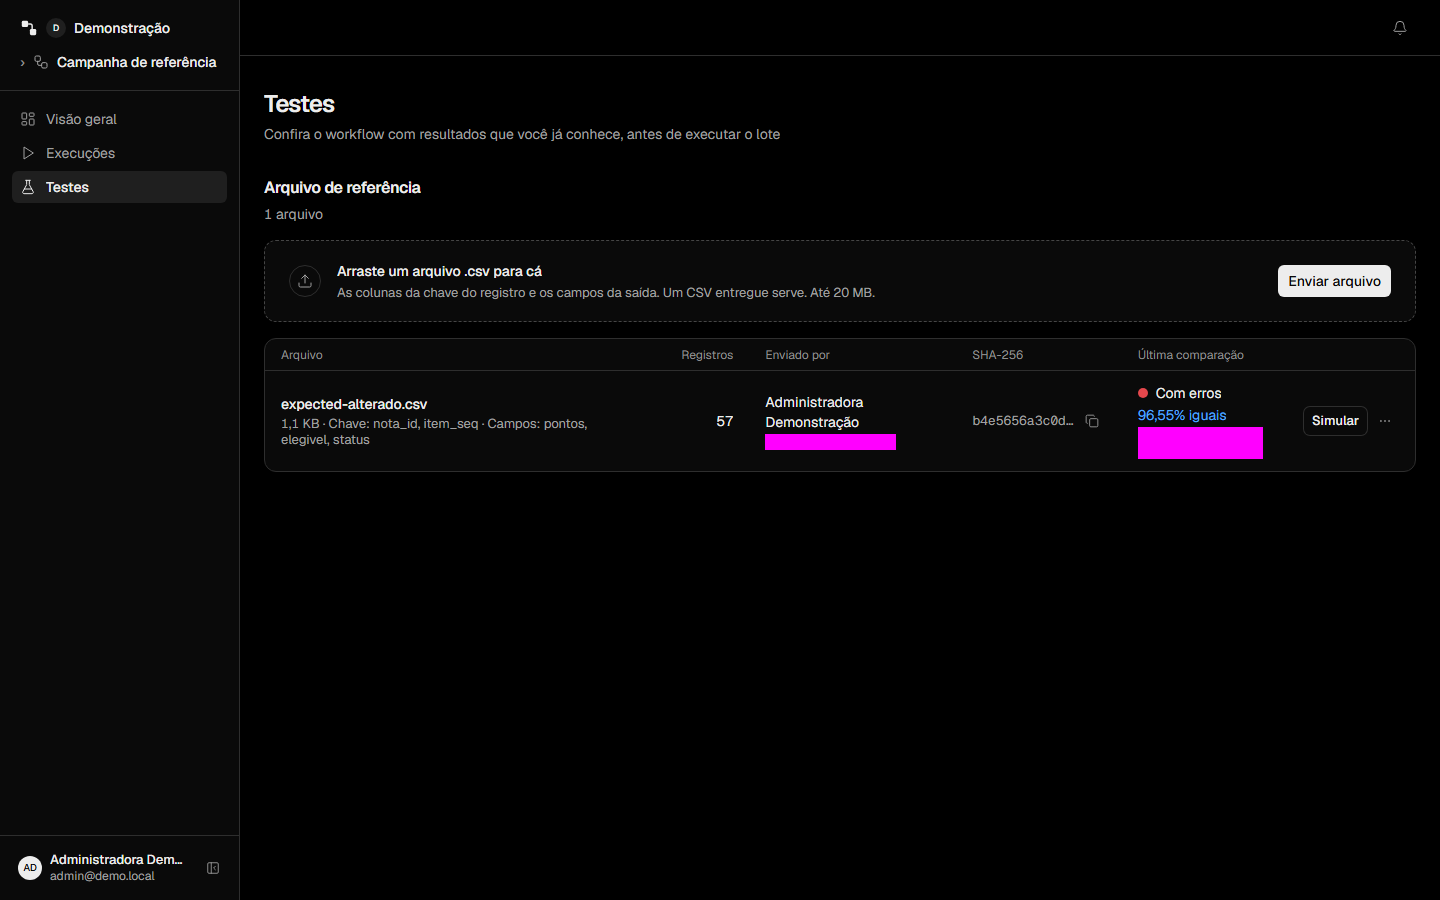 D Demonstração
Campanha de referência
Visão geral
Execuções
Testes
Testes
Confira o workflow com resultados que você já conhece, antes de executar o lote
Arquivo de referência
1 arquivo
Arraste um arquivo .csv para cá
As colunas da chave do registro e os campos da saída. Um CSV entregue serve. Até 20 MB.
Enviar arquivo
Arquivo Registros Enviado por SHA-256 Última comparação
expected-alterado.csv
1,1 KB · Chave: nota_id, item_seq · Campos: pontos,
elegivel, status
57
Administradora
Demonstração
b4e5656a3c0d…
Com erros
96,55% iguais
Simular
AD
Administradora Dem…
admin@demo.local